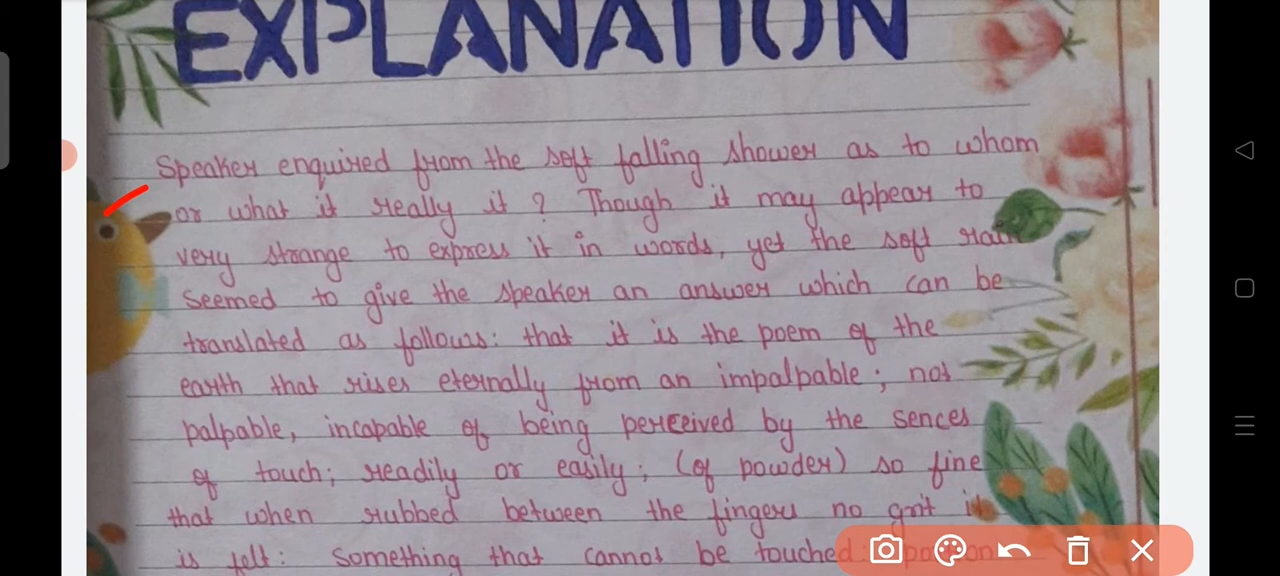 EXPLANATION
Speaker enquired from the soft falling shower as to whom
or what it really it ? Though it may appear to
very strange to express it in words, yet the soft rain
seemed to give the speaker an answer which can be
translated as follows: that it is the poem of the
earth that rises eternally from an impalpable ; not
palpable, incapable of being perceived by the sences
of touch; readily or easily; (of powder) so fine
that when rubbed between the fingers no grit it
is felt: Something that cannot be touched